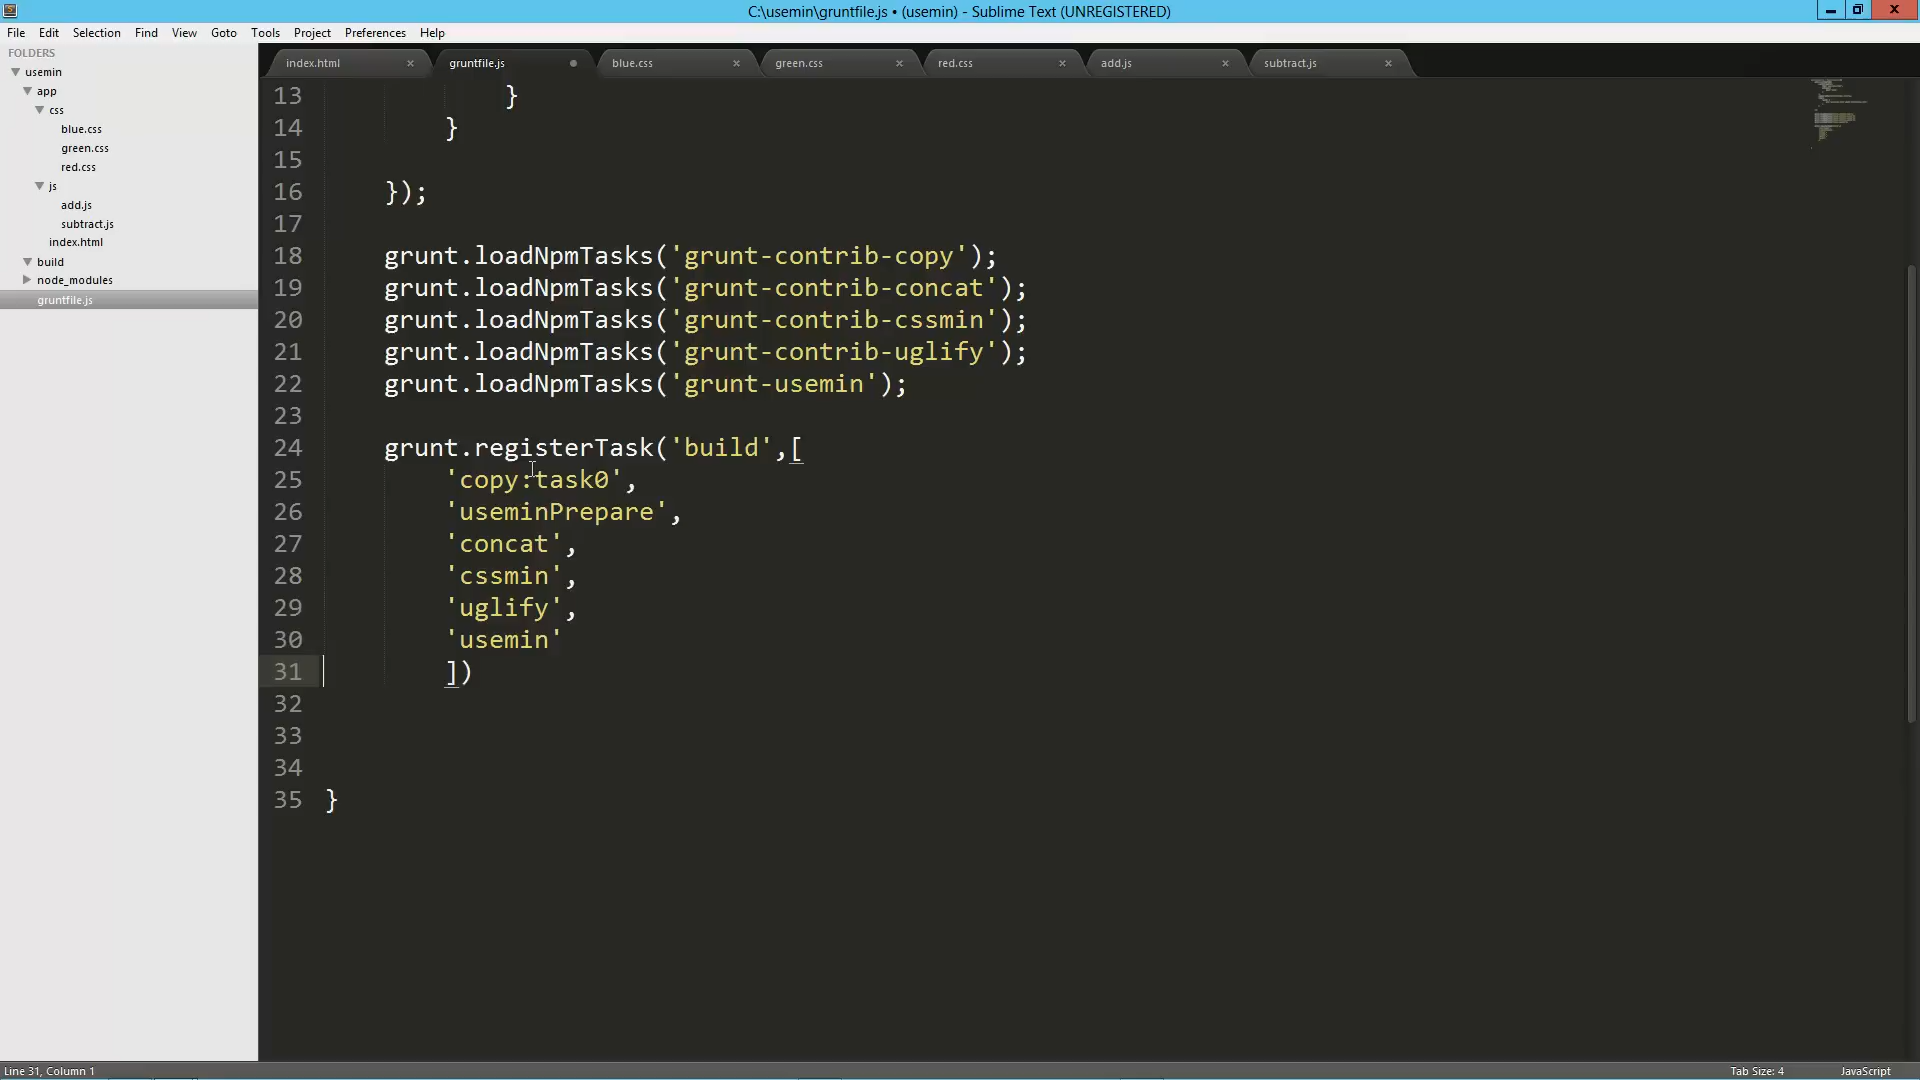 C:\usemin\gruntfile.js • (usemin) - Sublime Text (UNREGISTERED)
File Edit Selection Find View Goto Tools Project Preferences Help
FOLDERS
usemin
app
css
blue.css
green.css
red.css
js
add.js
subtract.js
index.html
build
node_modules
gruntfile.js
index.html gruntfile.js blue.css green.css red.css add.js subtract.js
13 }
14 }
15
16 });
17
18 grunt.loadNpmTasks('grunt-contrib-copy');
19 grunt.loadNpmTasks('grunt-contrib-concat');
20 grunt.loadNpmTasks('grunt-contrib-cssmin');
21 grunt.loadNpmTasks('grunt-contrib-uglify');
22 grunt.loadNpmTasks('grunt-usemin');
23
24 grunt.registerTask('build',[
25 'copy:task0',
26 'useminPrepare',
27 'concat',
28 'cssmin',
29 'uglify',
30 'usemin'
31 ])
32
33
34
35 }
Line 31, Column 1 Tab Size: 4 JavaScript